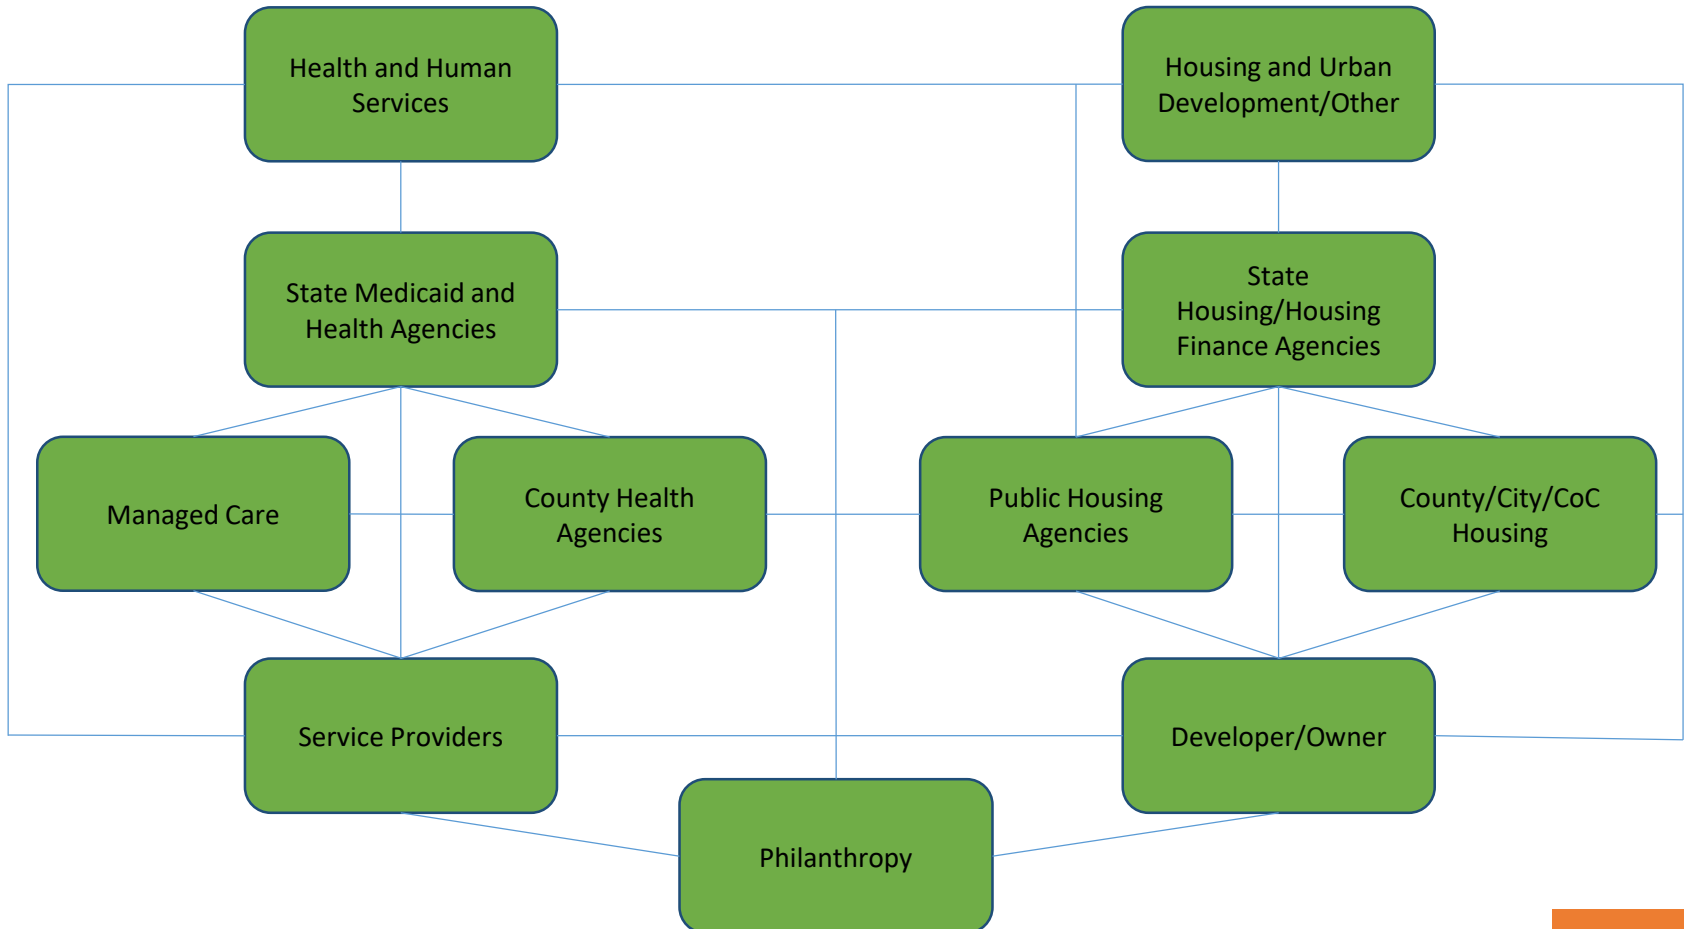 Health and Human
Services
Housing and Urban
Development/Other
State Medicaid and
Health Agencies
State
Housing/Housing
Finance Agencies
Managed Care
County Health
Agencies
Public Housing
Agencies
County/City/CoC
Housing
Service Providers
Developer/Owner
Philanthropy